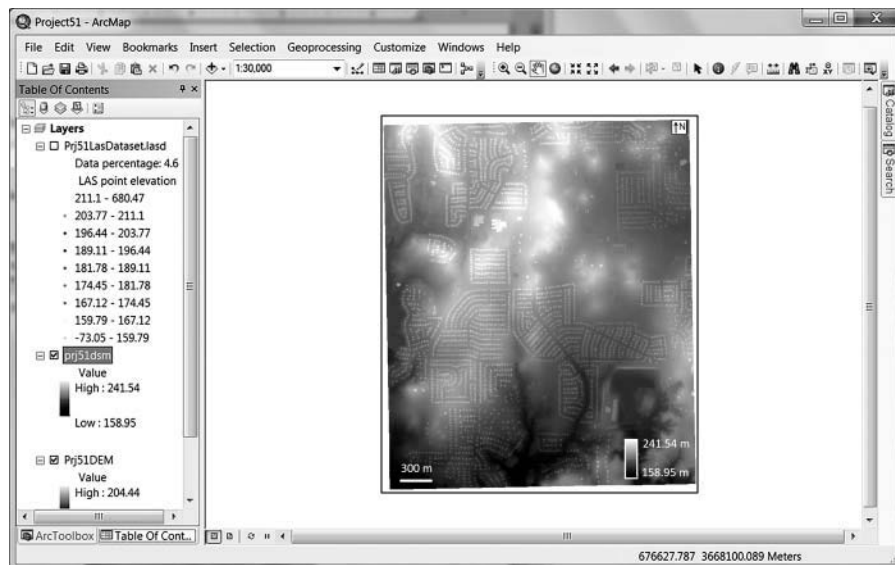 Project51 - ArcMap
File Edit View Bookmarks Insert Selection Geoprocessing Customize Windows Help
1:30,000
Table Of Contents
Layers
Prj51LasDataset.lasd
Data percentage: 4.6
LAS point elevation
211.1 - 680.47
203.77 - 211.1
196.44 - 203.77
189.11 - 196.44
181.78 - 189.11
174.45 - 181.78
167.12 - 174.45
159.79 - 167.12
-73.05 - 159.79
prj51dsm
Value
High : 241.54
Low : 158.95
Prj51DEM
Value
High : 204.44
ArcToolbox Table Of Cont...
N
300 m
241.54 m
158.95 m
Catalog
Search
676627.787 3668100.089 Meters